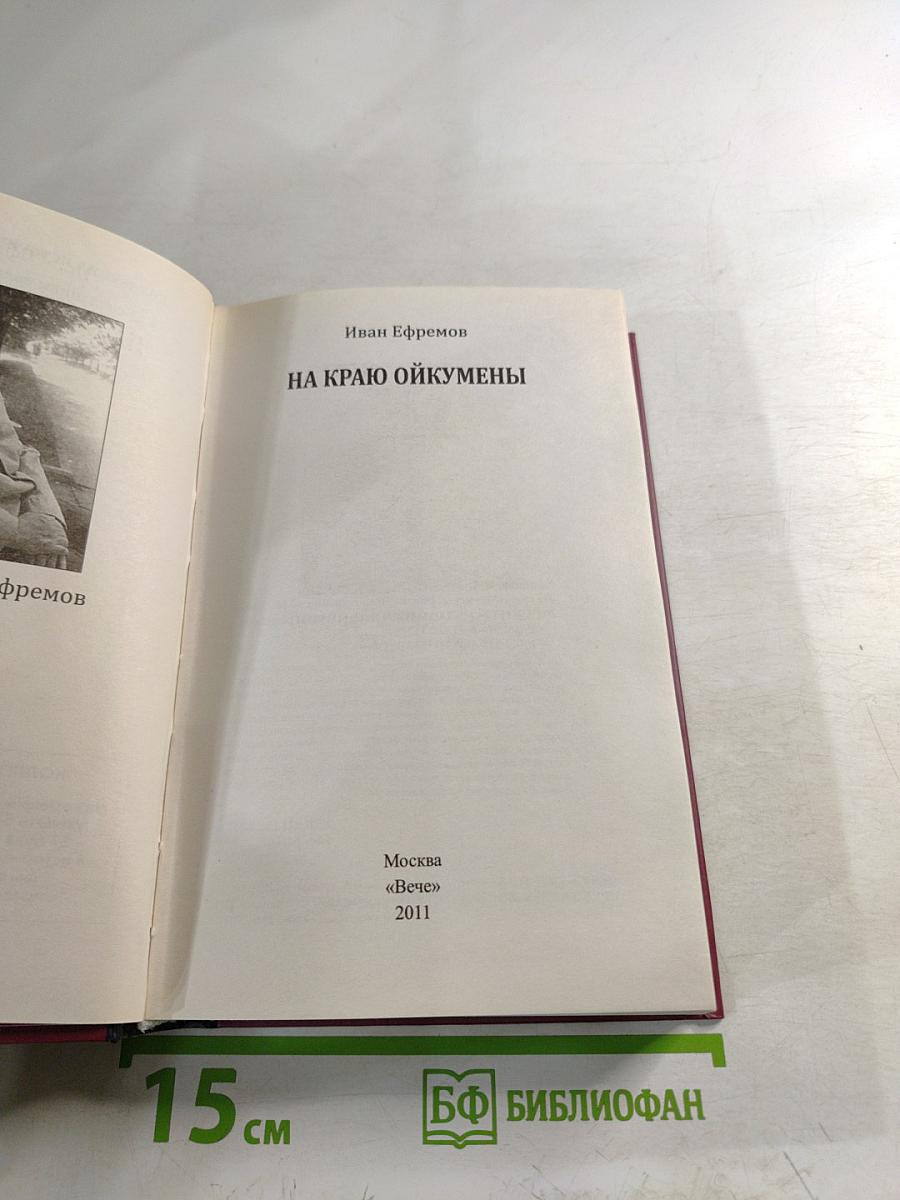 фремов
Иван Ефремов
НА КРАЮ ОЙКУМЕНЫ
Москва
«Вече»
2011
15 см
БФ БИБЛИОФАН